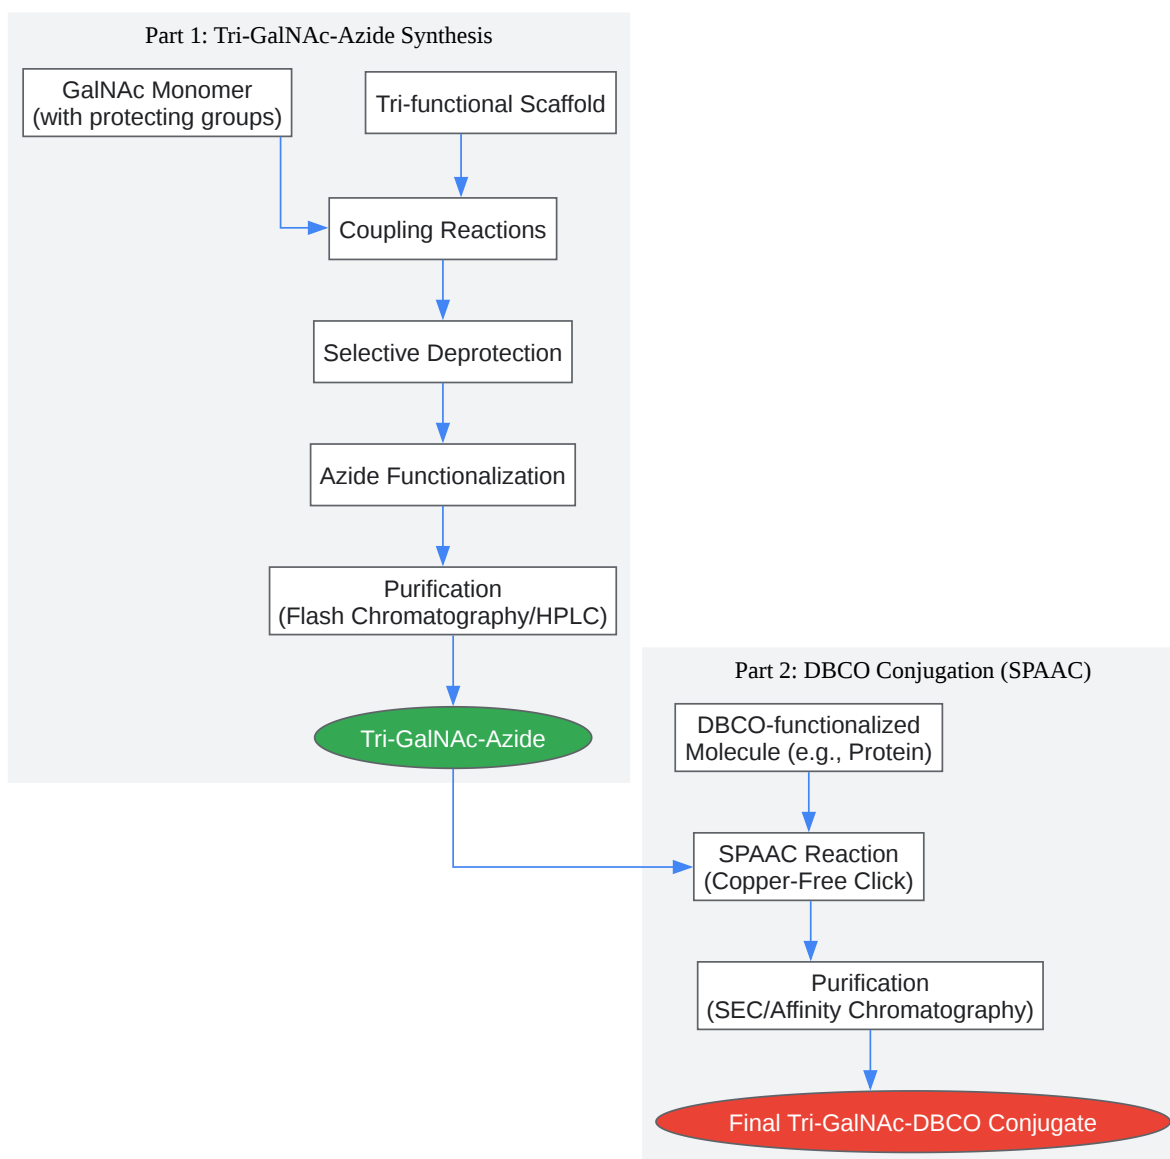 Part 1: Tri-GalNAc-Azide Synthesis
GalNAc Monomer
(with protecting groups)
Tri-functional Scaffold
Coupling Reactions
Selective Deprotection
Azide Functionalization
Purification
(Flash Chromatography/HPLC)
Tri-GalNAc-Azide
Part 2: DBCO Conjugation (SPAAC)
DBCO-functionalized
Molecule (e.g., Protein)
SPAAC Reaction
(Copper-Free Click)
Purification
(SEC/Affinity Chromatography)
Final Tri-GalNAc-DBCO Conjugate